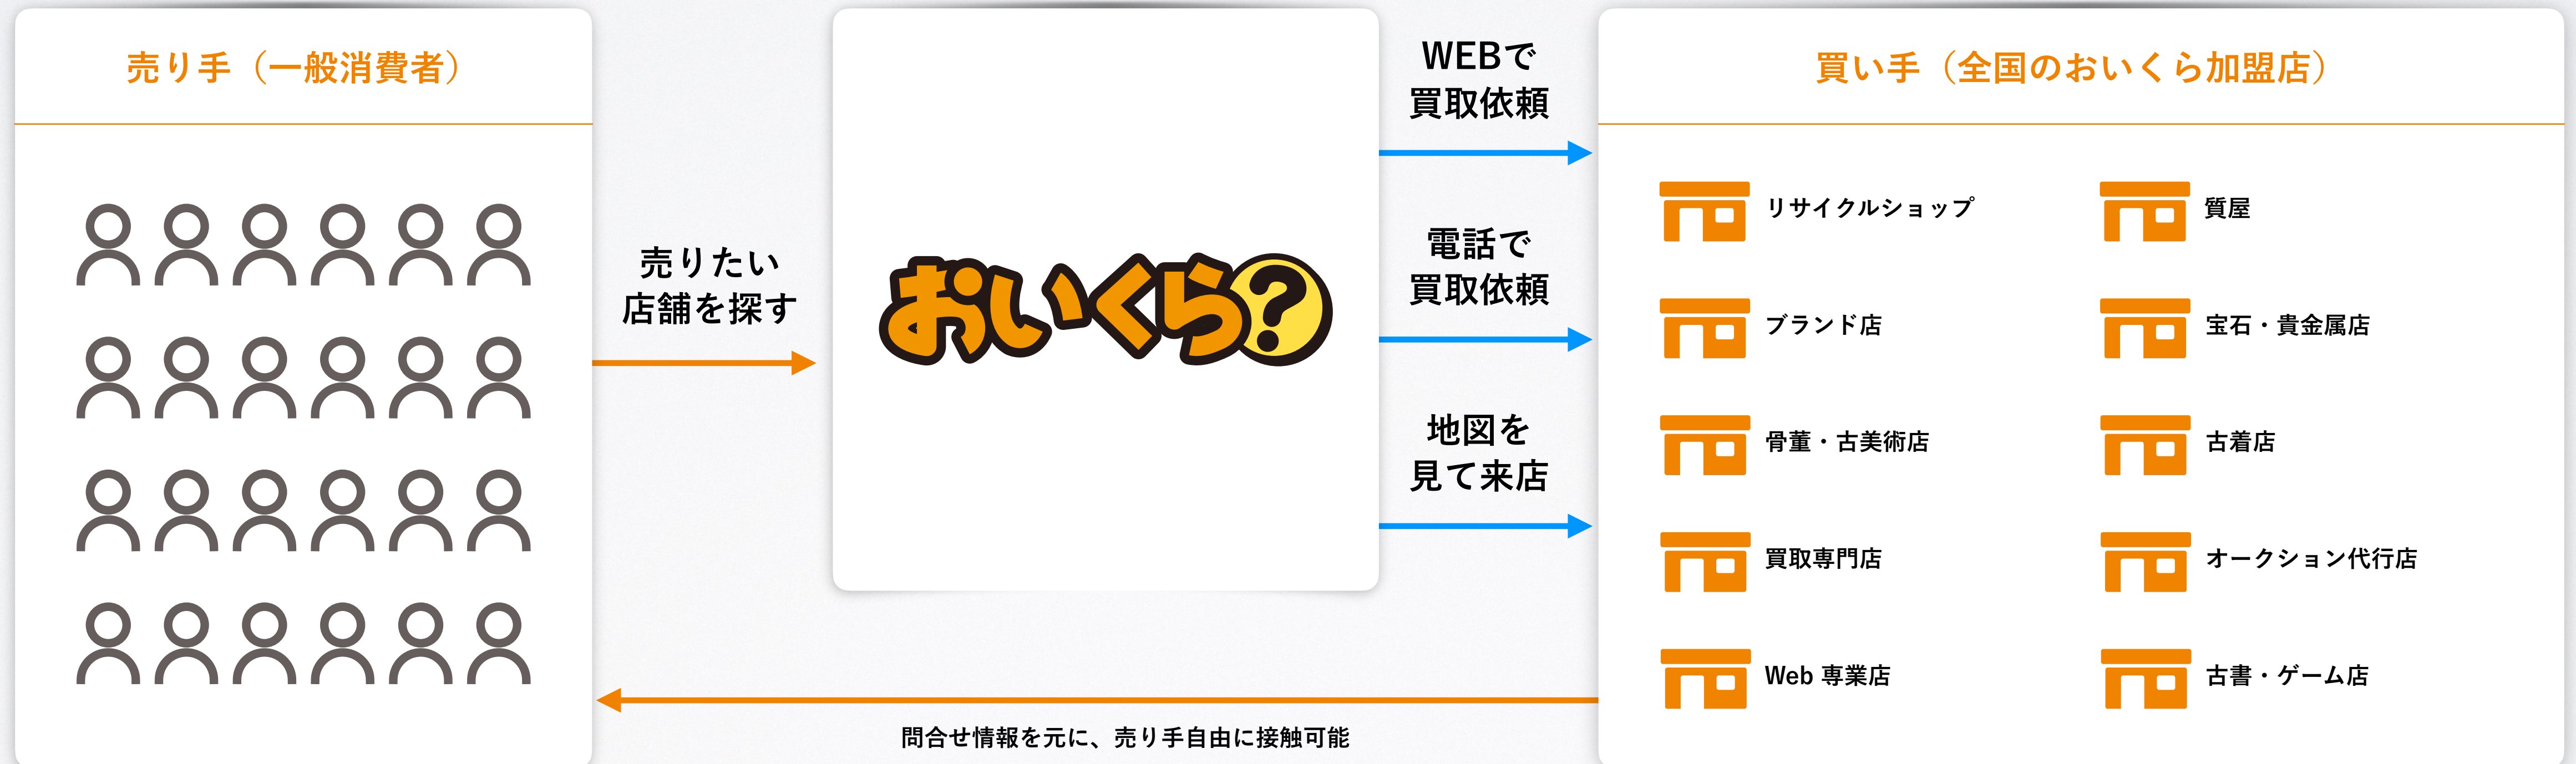 売り手（一般消費者）
売りたい
店舗を探す
おいくら?
WEBで
買取依頼
電話で
買取依頼
地図を
見て来店
買い手（全国のおいくら加盟店）
リサイクルショップ
質屋
ブランド店
宝石・貴金属店
骨董・古美術店
古着店
買取専門店
オークション代行店
Web 専業店
古書・ゲーム店
問合せ情報を元に、売り手自由に接触可能